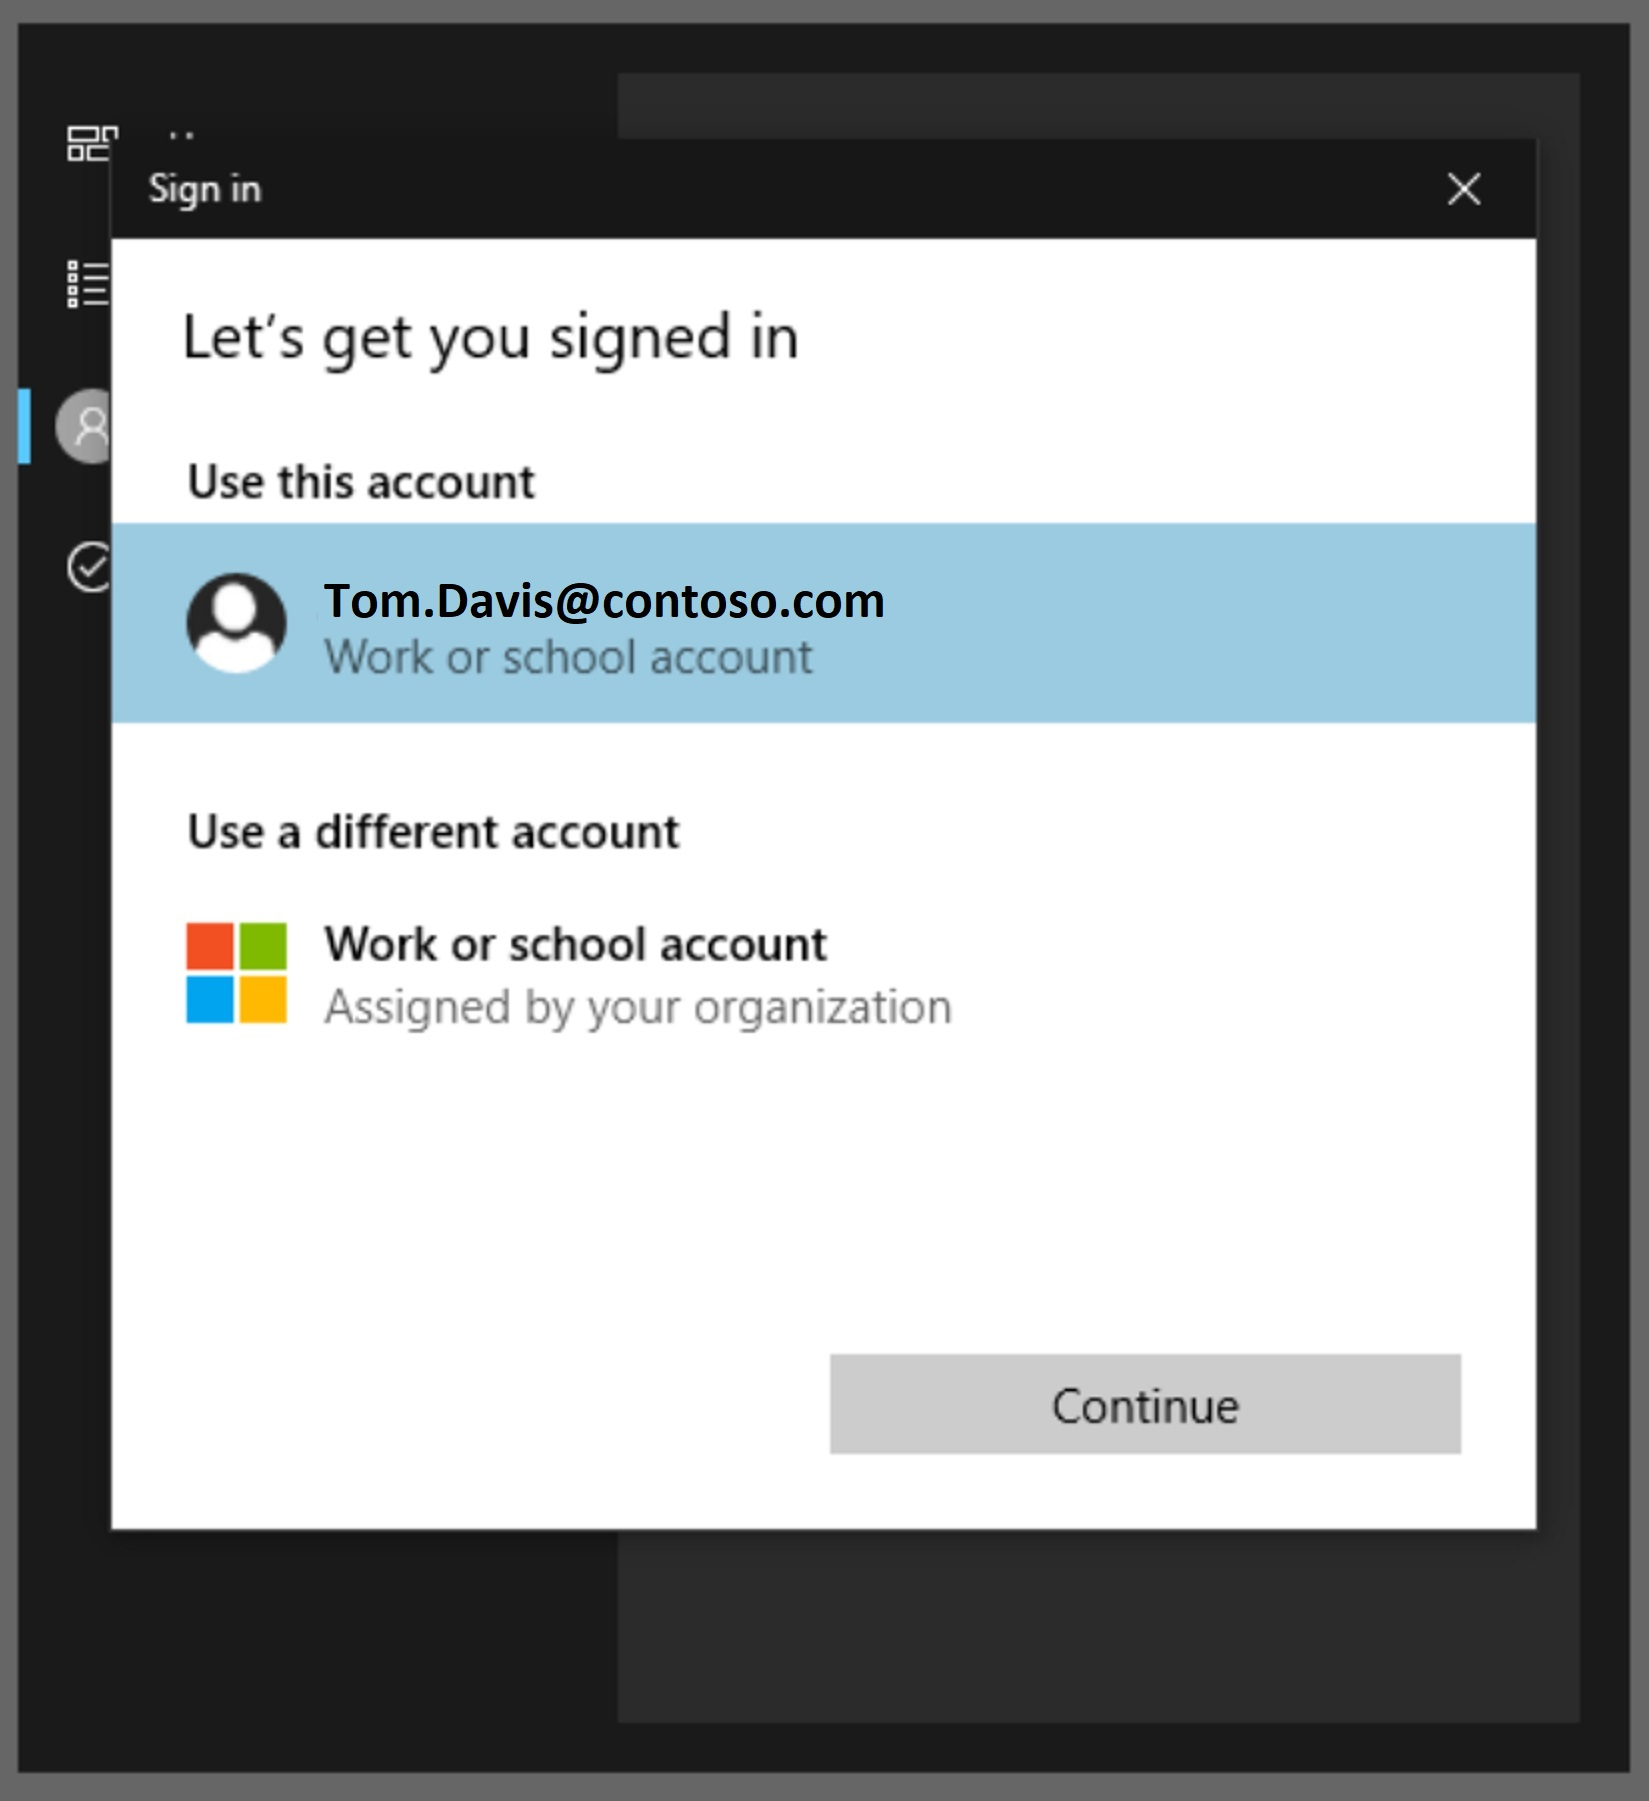 Sign in
Let's get you signed in
Use this account
Tom.Davis@contoso.com
Work or school account
Use a different account
Work or school account
Assigned by your organization
Continue